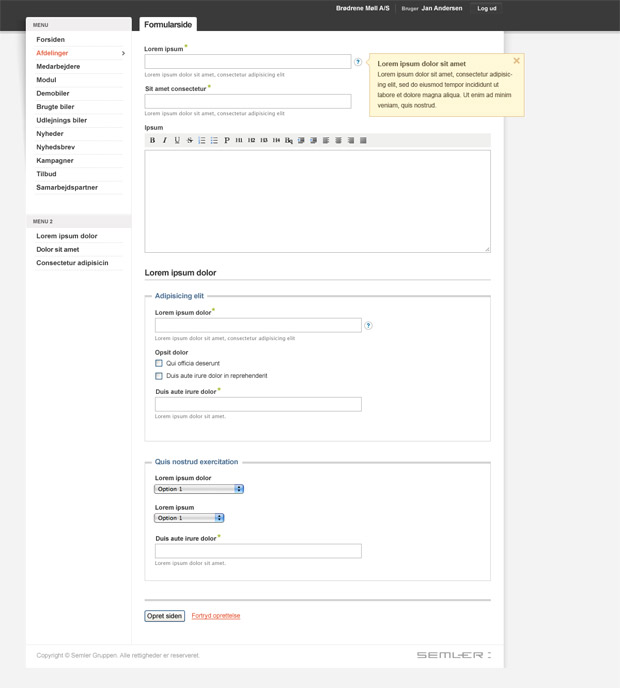 Brødrene Møll A/S Bruger Jan Andersen Log ud
MENU
Formularside
Forsiden
Afdelinger
Medarbejdere
Modul
Demobiler
Brugte biler
Udlejnings biler
Nyheder
Nyhedsbrev
Kampagner
Tilbud
Samarbejdspartner
MENU 2
Lorem ipsum dolor
Dolor sit amet
Consectetur adipisicin
Lorem ipsum*
?
Lorem ipsum dolor sit amet, consectetur adipisicing elit
Lorem ipsum dolor sit amet
Lorem ipsum dolor sit amet, consectetur adipisic-
ing elit, sed do eiusmod tempor incididunt ut
labore et dolore magna aliqua. Ut enim ad minim
veniam, quis nostrud.
Sit amet consectetur*
Lorem ipsum dolor sit amet, consectetur adipisicing elit
Ipsum
B I U S P H1 H2 H3 H4 Bq
Lorem ipsum dolor
Adipisicing elit
Lorem ipsum dolor*
?
Lorem ipsum dolor sit amet, consectetur adipisicing elit
Opsit dolor
Qui officia deserunt
Duis aute irure dolor in reprehenderit
Duis aute irure dolor*
Lorem ipsum dolor sit amet.
Quis nostrud exercitation
Lorem ipsum dolor
Option 1
Lorem ipsum
Option 1
Duis aute irure dolor*
Lorem ipsum dolor sit amet.
Opret siden Fortryd oprettelse
Copyright © Semler Gruppen. Alle rettigheder er reserveret.
SEMLER